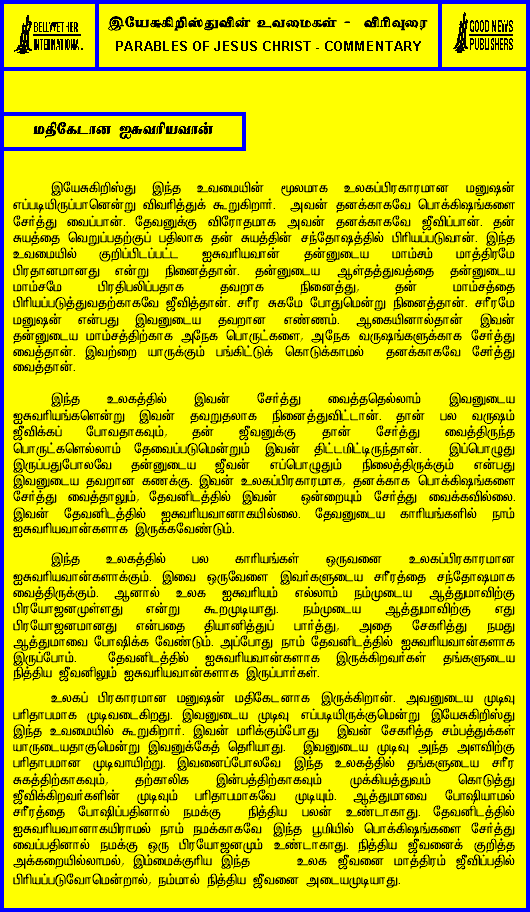 BELLWETHER
INTERNATIONAL
இயேசுகிறிஸ்துவின் உவமைகள் - விரிவுரை
PARABLES OF JESUS CHRIST - COMMENTARY
GOOD NEWS
PUBLISHERS
மதிகேடான ஐசுவரியவான்
இயேசுகிறிஸ்து இந்த உவமையின் மூலமாக உலகப்பிரகாரமான மனுஷன்
எப்படியிருப்பானென்று விவரித்துக் கூறுகிறார். அவன் தனக்காகவே பொக்கிஷங்களை
சேர்த்து வைப்பான். தேவனுக்கு விரோதமாக அவன் தனக்காகவே ஜீவிப்பான். தன்
சுயத்தை வெறுப்பதற்குப் பதிலாக தன் சுயத்தின் சந்தோஷத்தில் பிரியப்படுவான். இந்த
உவமையில் குறிப்பிடப்பட்ட ஐசுவரியவான் தன்னுடைய மாம்சம் மாத்திரமே
பிரதானமானது என்று நினைத்தான். தன்னுடைய ஆள்தத்துவத்தை தன்னுடைய
மாம்சமே பிரதிபலிப்பதாக தவறாக நினைத்து, தன் மாம்சத்தை
பிரியப்படுத்துவதற்காகவே ஜீவித்தான். சரீர சுகமே போதுமென்று நினைத்தான். சரீரமே
மனுஷன் என்பது இவனுடைய தவறான எண்ணம். ஆகையினால்தான் இவன்
தன்னுடைய மாம்சத்திற்காக அநேக பொருட்களை, அநேக வருஷங்களுக்காக சேர்த்து
வைத்தான். இவற்றை யாருக்கும் பங்கிட்டுக் கொடுக்காமல் தனக்காகவே சேர்த்து
வைத்தான்.
இந்த உலகத்தில் இவன் சேர்த்து வைத்ததெல்லாம் இவனுடைய
ஐசுவரியங்களென்று இவன் தவறுதலாக நினைத்துவிட்டான். தான் பல வருஷம்
ஜீவிக்கப் போவதாகவும், தன் ஜீவனுக்கு தான் சேர்த்து வைத்திருந்த
பொருட்களெல்லாம் தேவைப்படுமென்றும் இவன் திட்டமிட்டிருந்தான். இப்பொழுது
இருப்பதுபோலவே தன்னுடைய ஜீவன் எப்பொழுதும் நிலைத்திருக்கும் என்பது
இவனுடைய தவறான கணக்கு. இவன் உலகப்பிரகாரமாக, தனக்காக பொக்கிஷங்களை
சேர்த்து வைத்தாலும், தேவனிடத்தில் இவன் ஒன்றையும் சேர்த்து வைக்கவில்லை.
இவன் தேவனிடத்தில் ஐசுவரியவானாகயில்லை. தேவனுடைய காரியங்களில் நாம்
ஐசுவரியவான்களாக இருக்கவேண்டும்.
இந்த உலகத்தில் பல காரியங்கள் ஒருவனை உலகப்பிரகாரமான
ஐசுவரியவான்களாக்கும். இவை ஒருவேளை இவர்களுடைய சரீரத்தை சந்தோஷமாக
வைத்திருக்கும். ஆனால் உலக ஐசுவரியம் எல்லாம் நம்முடைய ஆத்துமாவிற்கு
பிரயோஜனமுள்ளது என்று கூறமுடியாது. நம்முடைய ஆத்துமாவிற்கு எது
பிரயோஜனமானது என்பதை தியானித்துப் பார்த்து, அதை சேகரித்து நமது
ஆத்துமாவை போஷிக்க வேண்டும். அப்போது நாம் தேவனிடத்தில் ஐசுவரியவான்களாக
இருப்போம். தேவனிடத்தில் ஐசுவரியவான்களாக இருக்கிறவர்கள் தங்களுடைய
நித்திய ஜீவனிலும் ஐசுவரியவான்களாக இருப்பார்கள்.
உலகப் பிரகாரமான மனுஷன் மதிகேடனாக இருக்கிறான். அவனுடைய முடிவு
பரிதாபமாக முடிவடைகிறது. இவனுடைய முடிவு எப்படியிருக்குமென்று இயேசுகிறிஸ்து
இந்த உவமையில் கூறுகிறார். இவன் மரிக்கும்போது இவன் சேகரித்த சம்பத்துக்கள்
யாருடையதாகுமென்று இவனுக்கேத் தெரியாது. இவனுடைய முடிவு அந்த அளவிற்கு
பரிதாபமான முடிவாயிற்று. இவனைப்போலவே இந்த உலகத்தில் தங்களுடைய சரீர
சுகத்திற்காகவும், தற்காலிக இன்பத்திற்காகவும் முக்கியத்துவம் கொடுத்து
ஜீவிக்கிறவர்களின் முடிவும் பரிதாபமாகவே முடியும். ஆத்துமாவை போஷியாமல்
சரீரத்தை போஷிப்பதினால் நமக்கு நித்திய பலன் உண்டாகாது. தேவனிடத்தில்
ஐசுவரியவானாகயிராமல் நாம் நமக்காகவே இந்த பூமியில் பொக்கிஷங்களை சேர்த்து
வைப்பதினால் நமக்கு ஒரு பிரயோஜனமும் உண்டாகாது. நித்திய ஜீவனைக் குறித்த
அக்கறையில்லாமல், இம்மைக்குரிய இந்த உலக ஜீவனை மாத்திரம் ஜீவிப்பதில்
பிரியப்படுவோமென்றால், நம்மால் நித்திய ஜீவனை அடையமுடியாது.